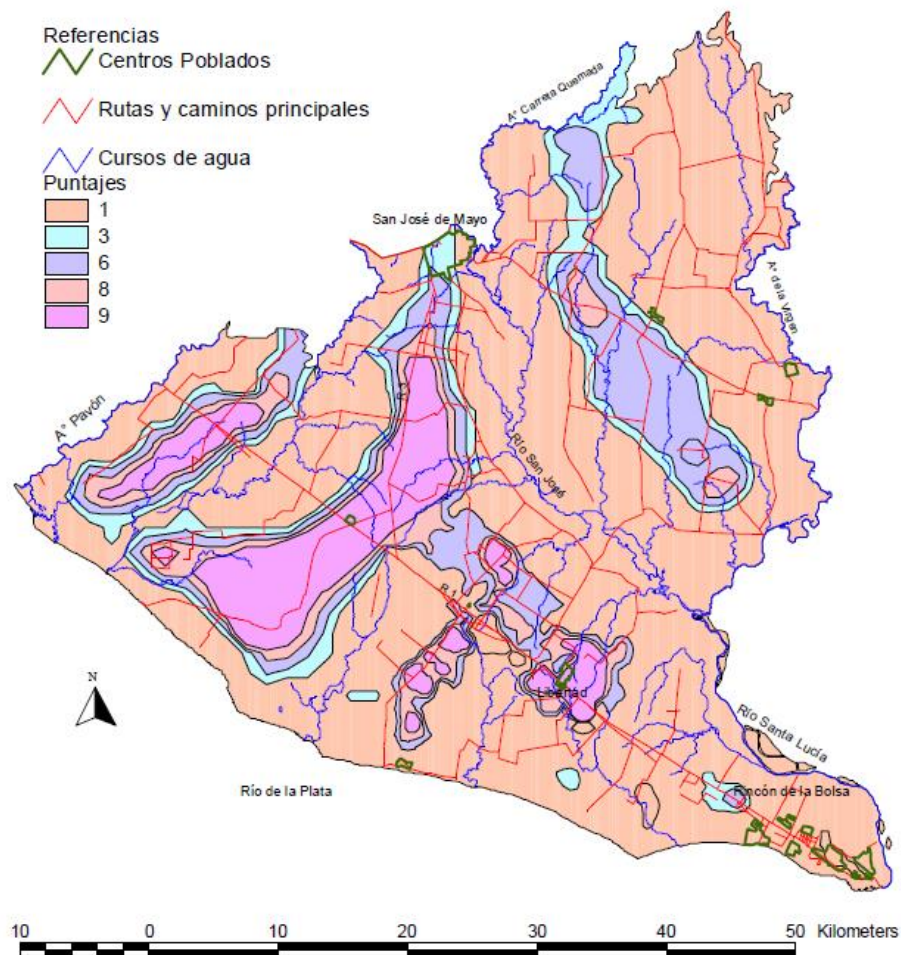 Referencias
Centros Poblados
Rutas y caminos principales
Cursos de agua
Puntajes
1
3
6
8
9
A° Carreta Quemada
San José de Mayo
A° de la Virgen
A° Pavón
Río San José
R.1
Libertad
N
Río Santa Lucía
Río de la Plata
Rincón de la Bolsa
10 0 10 20 30 40 50 Kilometers